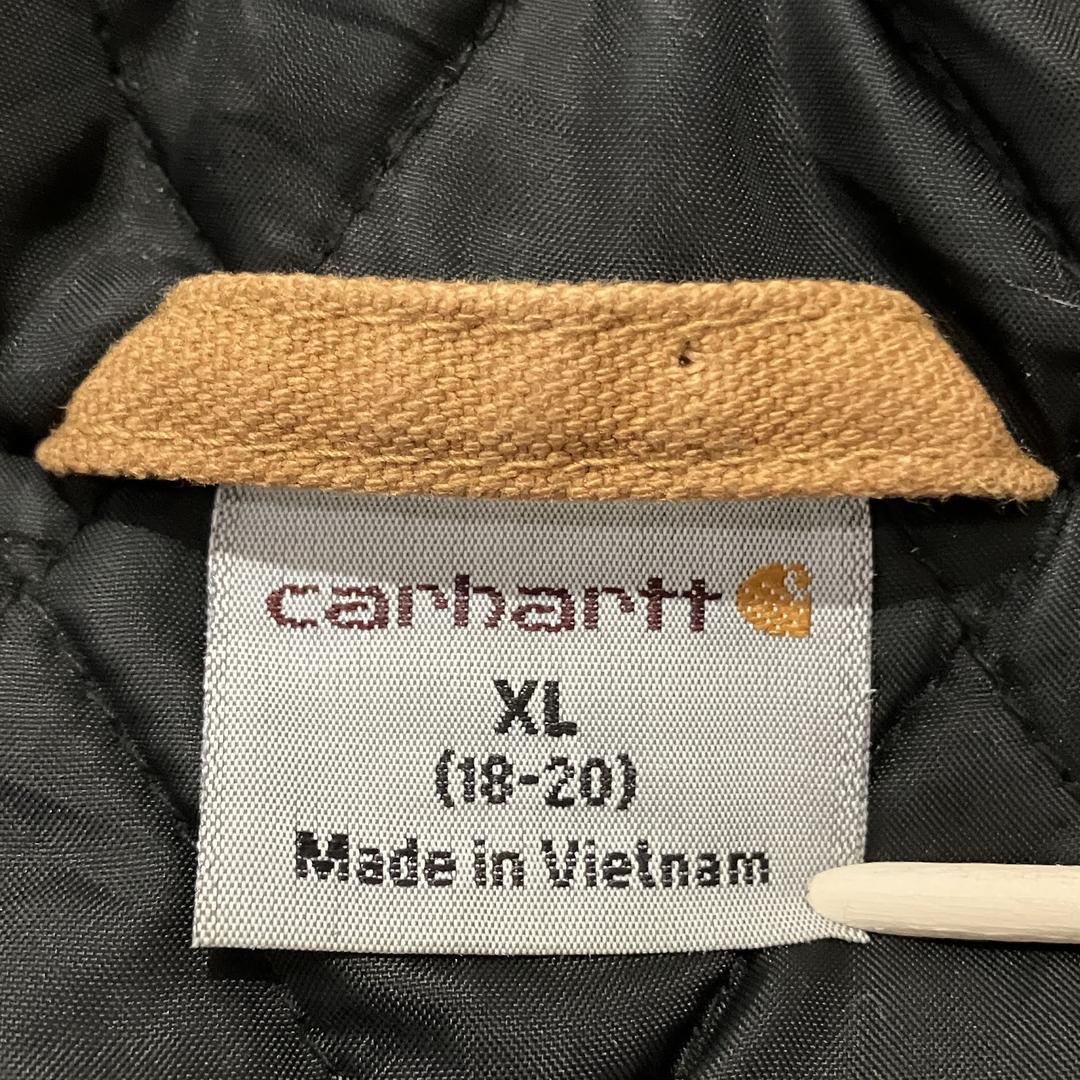 carhartt
XL
(18-20)
Made in Vietnam